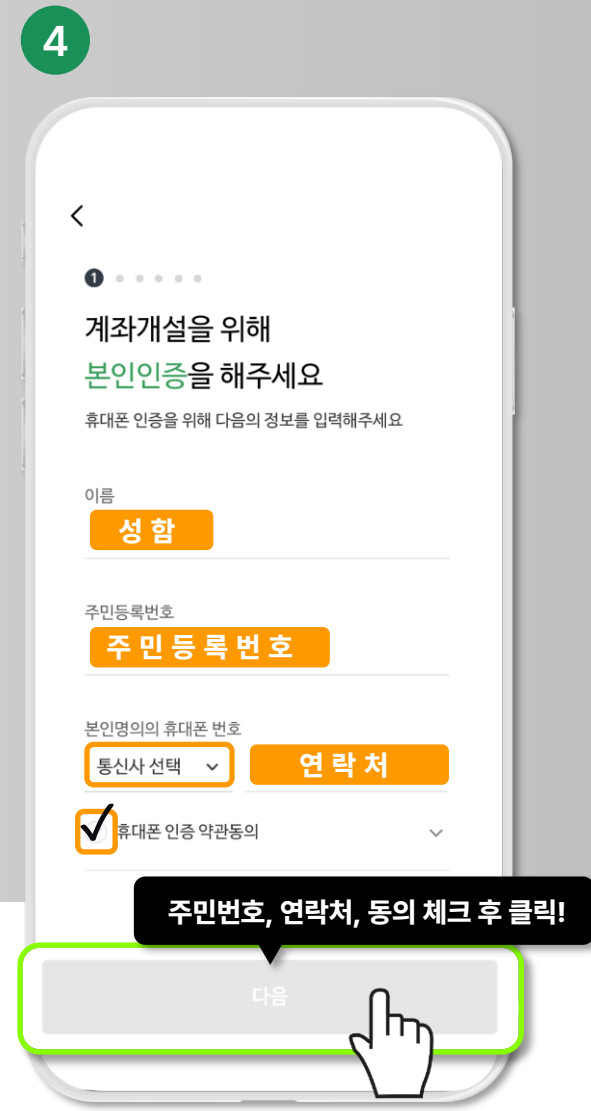 4
1
계좌개설을 위해
본인인증을 해주세요
휴대폰 인증을 위해 다음의 정보를 입력해주세요
이름
성 함
주민등록번호
주 민 등 록 번 호
본인명의의 휴대폰 번호
통신사 선택 연 락 처
휴대폰 인증 약관동의
주민번호, 연락처, 동의 체크 후 클릭!
다음